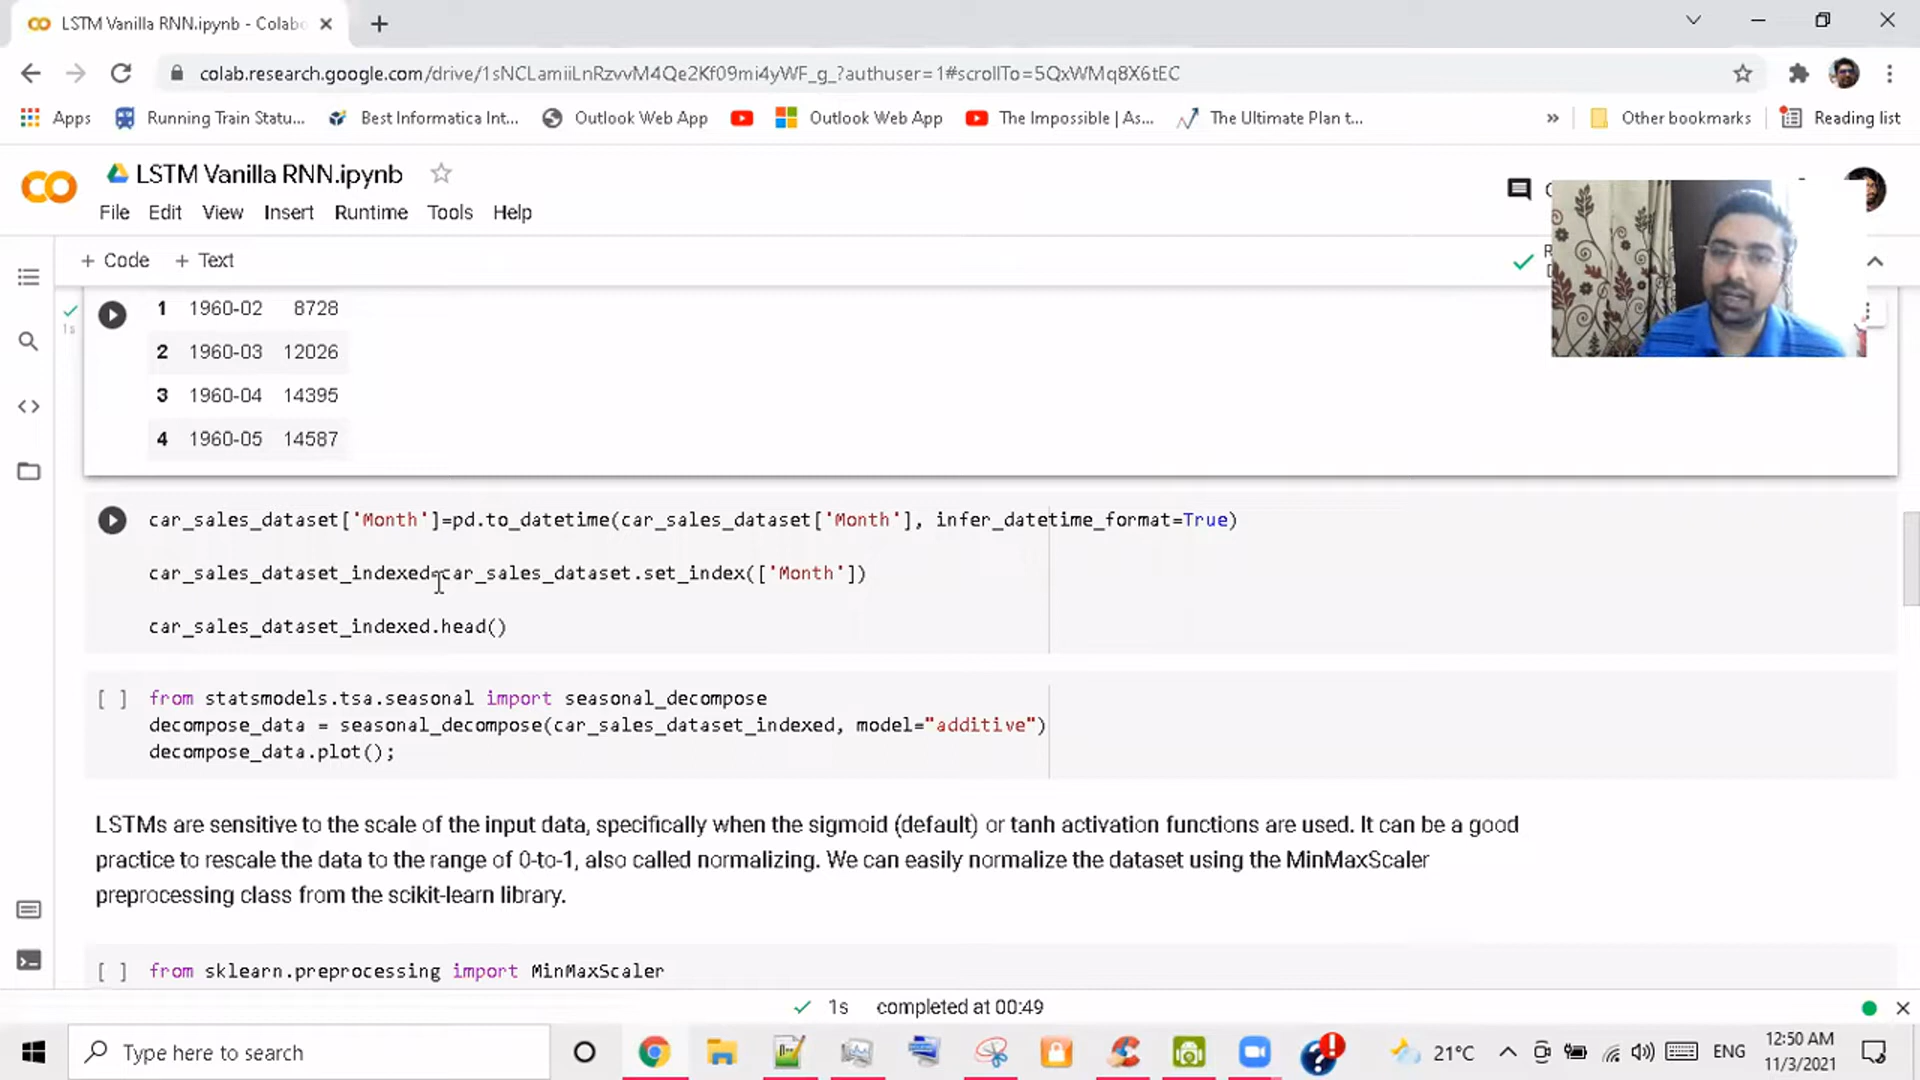 LSTM Vanilla RNN.ipynb - Colabo
colab.research.google.com/drive/1sNCLamiiLnRzvvM4Qe2Kf09mi4yWF_g_?authuser=1#scrollTo=5QxWMq8X6tEC
Apps Running Train Statu... Best Informatica Int... Outlook Web App Outlook Web App The Impossible | As... The Ultimate Plan t... » Other bookmarks Reading list
LSTM Vanilla RNN.ipynb
File Edit View Insert Runtime Tools Help
+ Code + Text
1 1960-02 8728
2 1960-03 12026
3 1960-04 14395
4 1960-05 14587
1s
car_sales_dataset['Month']=pd.to_datetime(car_sales_dataset['Month'], infer_datetime_format=True)
car_sales_dataset_indexed=car_sales_dataset.set_index(['Month'])
car_sales_dataset_indexed.head()
[ ] from statsmodels.tsa.seasonal import seasonal_decompose
decompose_data = seasonal_decompose(car_sales_dataset_indexed, model="additive")
decompose_data.plot();
LSTMs are sensitive to the scale of the input data, specifically when the sigmoid (default) or tanh activation functions are used. It can be a good
practice to rescale the data to the range of 0-to-1, also called normalizing. We can easily normalize the dataset using the MinMaxScaler
preprocessing class from the scikit-learn library.
[ ] from sklearn.preprocessing import MinMaxScaler
1s completed at 00:49
Type here to search
21°C
ENG
12:50 AM
11/3/2021